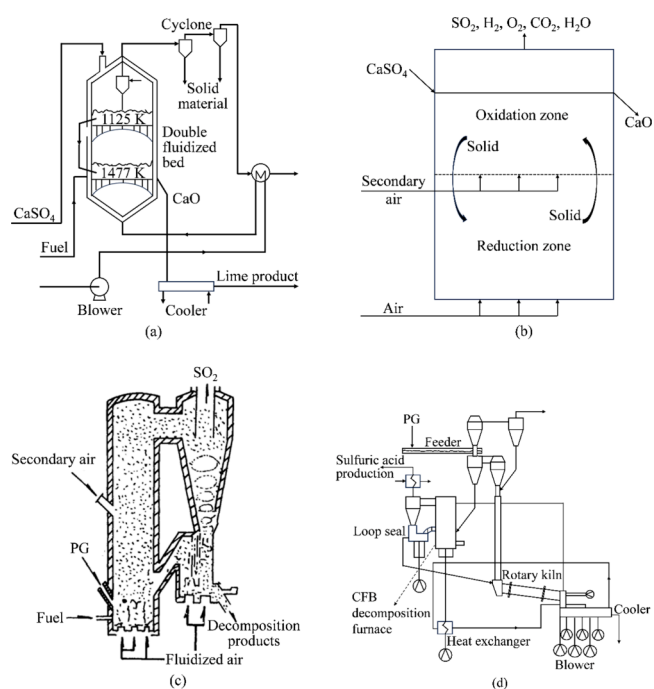 Cyclone
Solid
material
1125 K
Double
fluidized
bed
1477 K
CaO
M
CaSO₄
Fuel
Lime product
Blower
Cooler
(a)
SO₂, H₂, O₂, CO₂, H₂O
CaSO₄
Oxidation zone
CaO
Solid
Secondary
air
Solid
Reduction zone
Air
(b)
SO₂
Secondary air
PG
Fuel
Decomposition
products
Fluidized air
(c)
PG
Feeder
Sulfuric acid
production
Loop seal
Rotary kiln
CFB
decomposition
furnace
Cooler
Heat exchanger
Blower
(d)